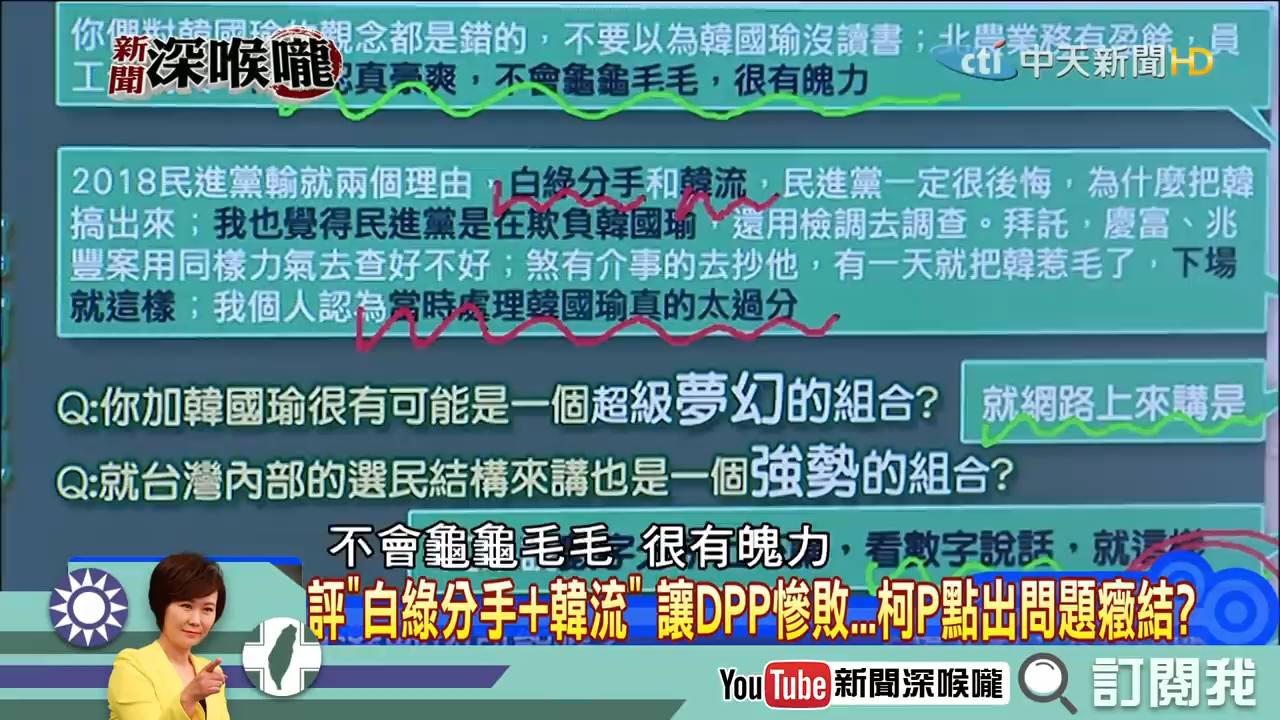 你們對韓國瑜的觀念都是錯的，不要以為韓國瑜沒讀書；北農業務有盈餘，員
工 認真豪爽，不會龜龜毛毛，很有魄力
新聞深喉嚨
cti 中天新聞HD
2018民進黨輸就兩個理由，白綠分手和韓流，民進黨一定很後悔，為什麼把韓
搞出來；我也覺得民進黨是在欺負韓國瑜，還用檢調去調查。拜託，慶富、兆
豐案用同樣力氣去查好不好；煞有介事的去抄他，有一天就把韓惹毛了，下場
就這樣；我個人認為當時處理韓國瑜真的太過分
Q:你加韓國瑜很有可能是一個超級夢幻的組合?
就網路上來講是
Q:就台灣內部的選民結構來講也是一個強勢的組合?
，看數字說話，就這樣
不會龜龜毛毛 很有魄力
評"白綠分手+韓流" 讓DPP慘敗...柯P點出問題癥結?
YouTube 新聞深喉嚨 訂閱我